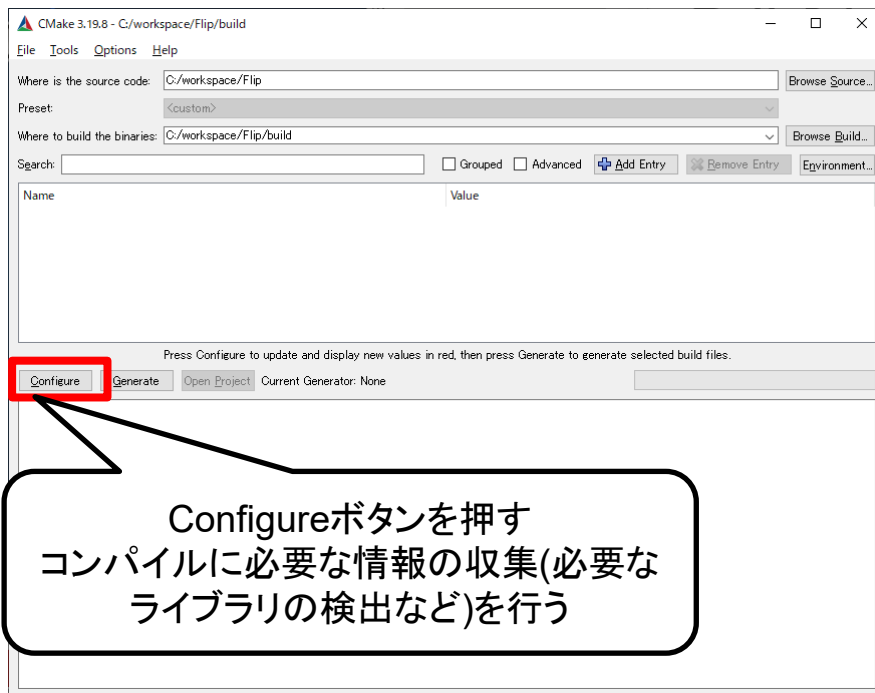 CMake 3.19.8 - C:/workspace/Flip/build
File Tools Options Help
Where is the source code: C:/workspace/Flip Browse Source...
Preset: <custom>
Where to build the binaries: C:/workspace/Flip/build Browse Build...
Search: Grouped Advanced Add Entry Remove Entry Environment...
Name Value
Press Configure to update and display new values in red, then press Generate to generate selected build files.
Configure Generate Open Project Current Generator: None
Configureボタンを押す
コンパイルに必要な情報の収集(必要な
ライブラリの検出など)を行う